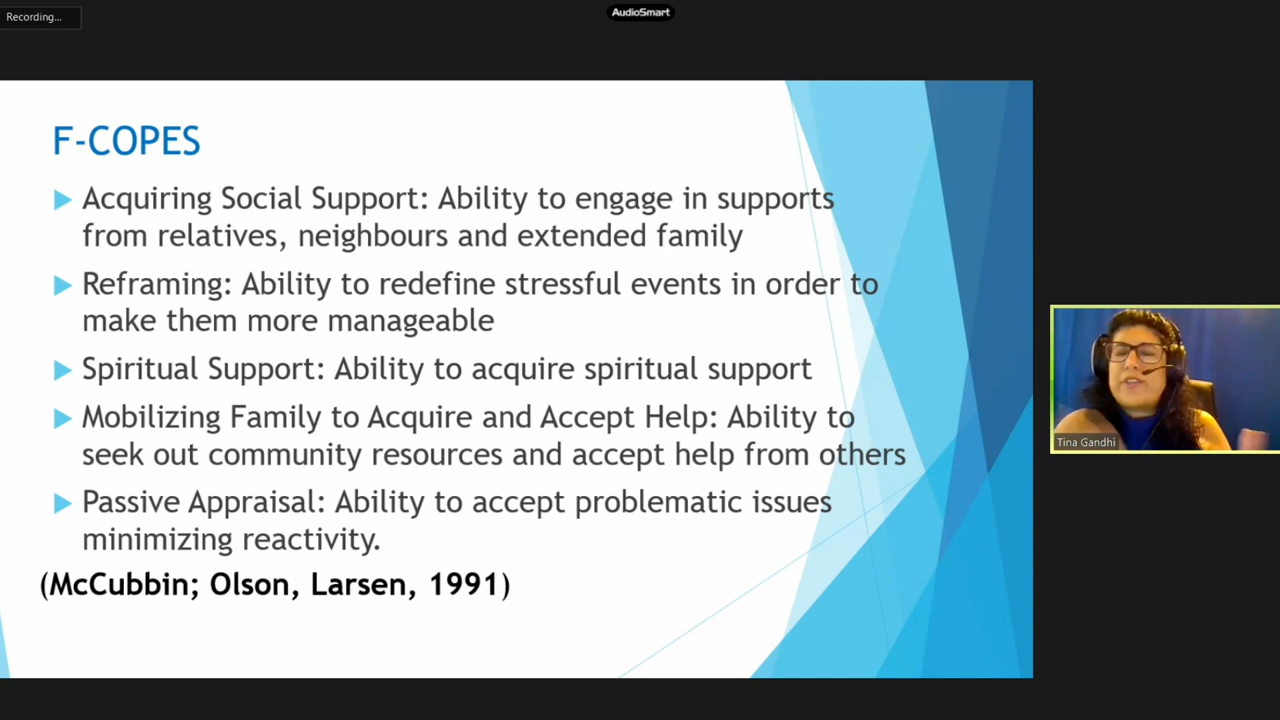 Recording...
AudioSmart
F-COPES
Acquiring Social Support: Ability to engage in supports
from relatives, neighbours and extended family
Reframing: Ability to redefine stressful events in order to
make them more manageable
Spiritual Support: Ability to acquire spiritual support
Mobilizing Family to Acquire and Accept Help: Ability to
seek out community resources and accept help from others
Passive Appraisal: Ability to accept problematic issues
minimizing reactivity.
(McCubbin; Olson, Larsen, 1991)
Tina Gandhi